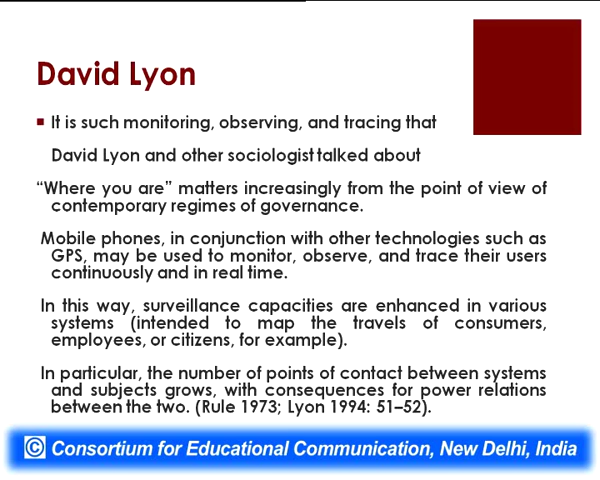 David Lyon
▪ It is such monitoring, observing, and tracing that
David Lyon and other sociologist talked about
“Where you are” matters increasingly from the point of view of
contemporary regimes of governance.
Mobile phones, in conjunction with other technologies such as
GPS, may be used to monitor, observe, and trace their users
continuously and in real time.
In this way, surveillance capacities are enhanced in various
systems (intended to map the travels of consumers,
employees, or citizens, for example).
In particular, the number of points of contact between systems
and subjects grows, with consequences for power relations
between the two. (Rule 1973; Lyon 1994: 51–52).
© Consortium for Educational Communication, New Delhi, India